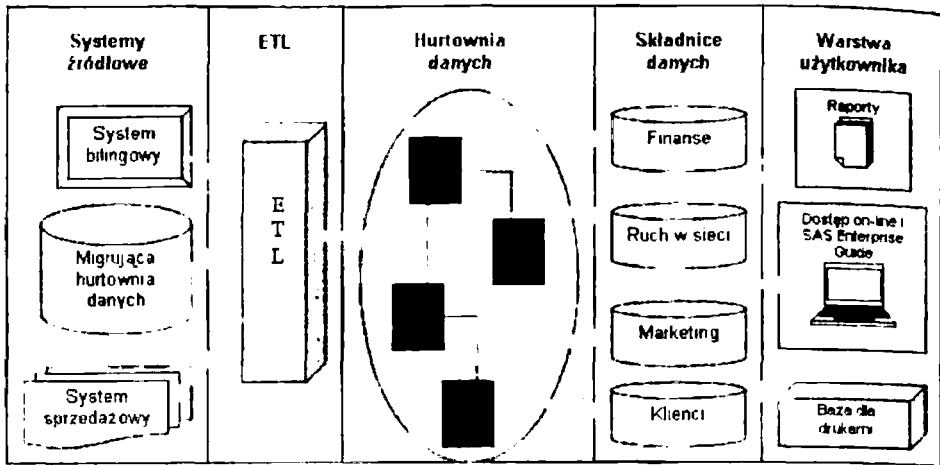 Systemy
źródłowe
ETL
Hurtownia
danych
Składnice
danych
Warstwa
użytkownika
System
bilingowy
Migrująca
hurtownia
danych
System
sprzedażowy
E
T
L
Finanse
Ruch w sieci
Marketing
Klienci
Raporty
Dostęp on-line i
SAS Enterprise
Guide
Baza dla
drukarni